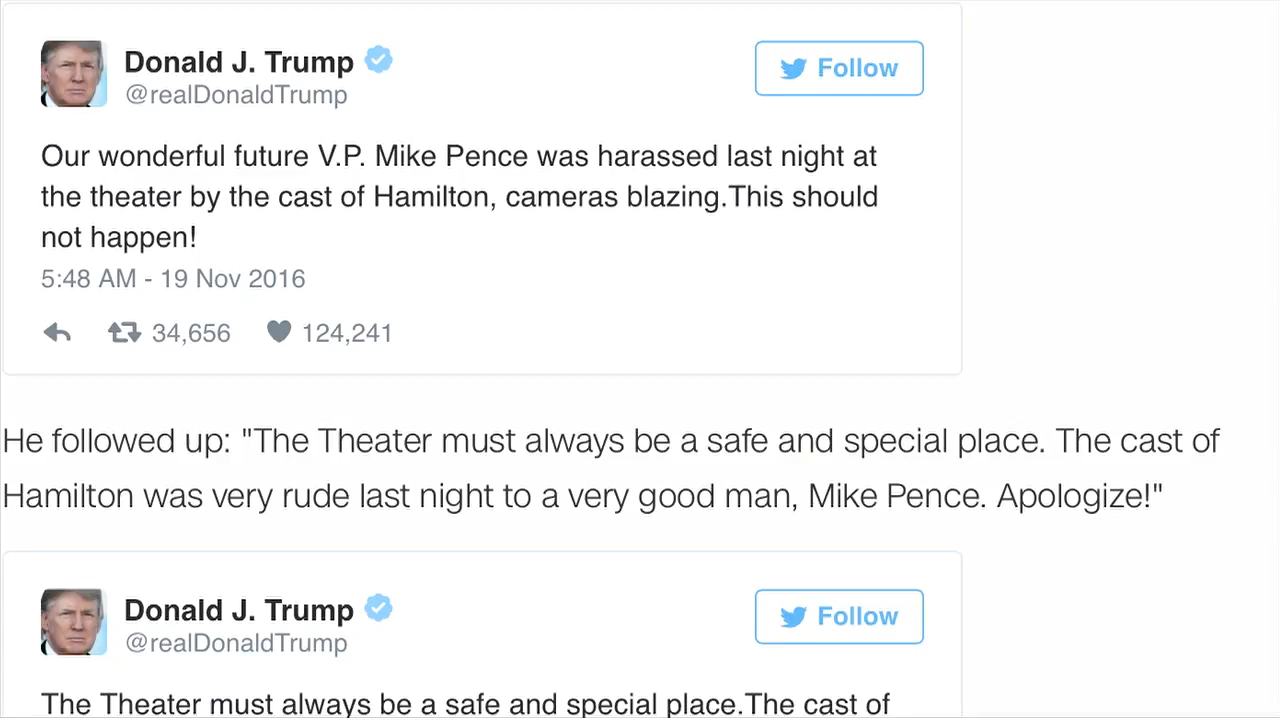 Donald J. Trump
Follow
@realDonaldTrump
Our wonderful future V.P. Mike Pence was harassed last night at
the theater by the cast of Hamilton, cameras blazing.This should
not happen!
5:48 AM - 19 Nov 2016
34,656 124,241
He followed up: "The Theater must always be a safe and special place. The cast of
Hamilton was very rude last night to a very good man, Mike Pence. Apologize!"
Donald J. Trump
Follow
@realDonaldTrump
The Theater must always be a safe and special place.The cast of